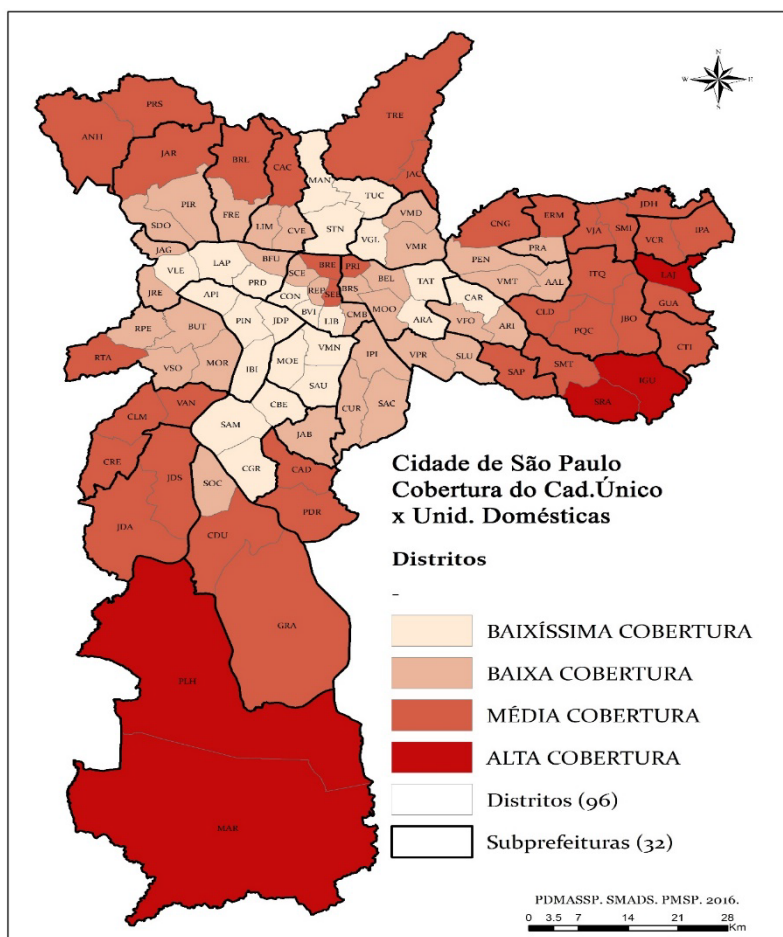 PRS
TRE
ANH
JAR
BRL
CAC
MAN
JAC
TUC
PIR
FRE
LIM
CVE
STN
VMD
CNG
ERM
JDH
SDO
VGL
VMR
VJA
SMI
VCR
IPA
JAG
BFU
PEN
PRA
VLE
LAP
SCE
BRE
PRI
BEL
TAT
VMT
AAL
ITQ
LAJ
JRE
PRD
REP
SEE
BRS
CAR
GUA
API
CON
BVI
LIB
CMB
MOO
ARA
VFO
ARI
CLD
RPE
BUT
PIN
JDP
PQC
JBO
RTA
VSO
MOR
IBI
MOE
VMN
IPI
VPR
SLU
SAP
SMT
CTI
SAU
SRA
IGU
VAN
CBE
CUR
SAC
CLM
SAM
JAB
CRE
JDS
SOC
CGR
CAD
JDA
CDU
PDR
GRA
PLH
MAR
W
E
N
S
Cidade de São Paulo
Cobertura do Cad.Único
x Unid. Domésticas
Distritos
-
BAIXÍSSIMA COBERTURA
BAIXA COBERTURA
MÉDIA COBERTURA
ALTA COBERTURA
Distritos (96)
Subprefeituras (32)
PDMASSP. SMADS. PMSP. 2016.
0 3.5 7 14 21 28
Km